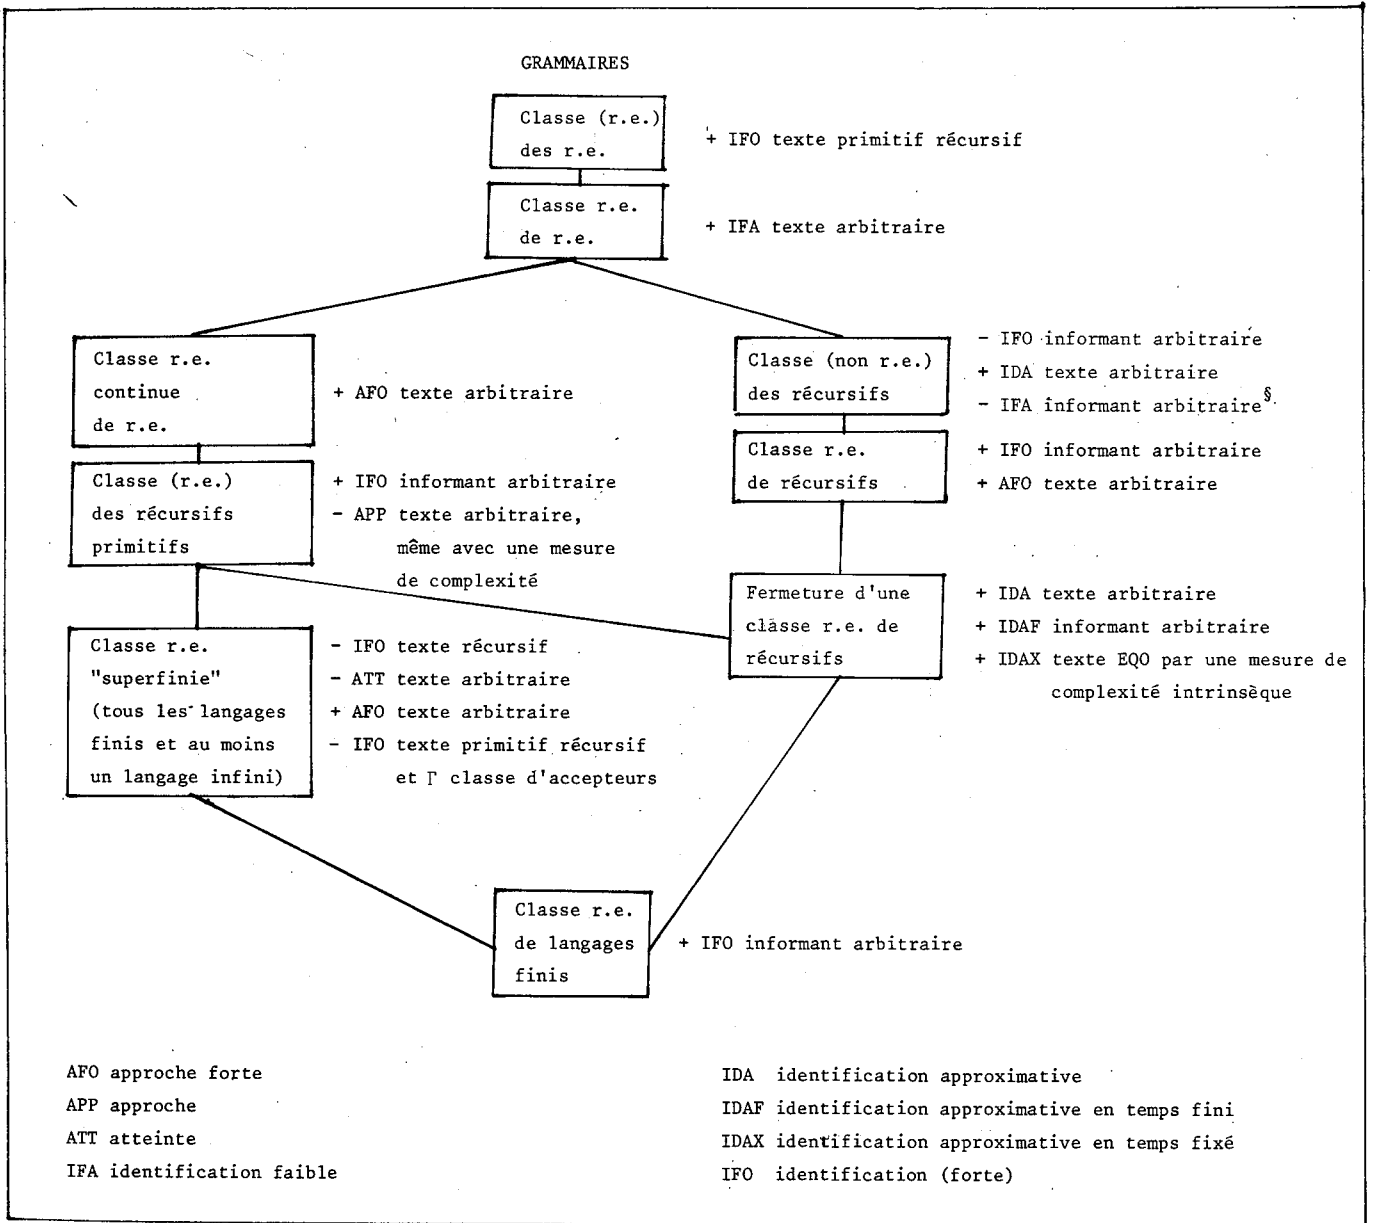 GRAMMAIRES
Classe (r.e.)
des r.e.
+ IFO texte primitif récursif
Classe r.e.
de r.e.
+ IFA texte arbitraire
Classe r.e.
continue
de r.e.
+ AFO texte arbitraire
Classe (non r.e.)
des récursifs
- IFO informant arbitraire
+ IDA texte arbitraire
- IFA informant arbitraire§
Classe (r.e.)
des récursifs
primitifs
+ IFO informant arbitraire
- APP texte arbitraire,
même avec une mesure
de complexité
Classe r.e.
de récursifs
+ IFO informant arbitraire
+ AFO texte arbitraire
Fermeture d'une
classe r.e. de
récursifs
+ IDA texte arbitraire
+ IDAF informant arbitraire
+ IDAX texte EQO par une mesure de
complexité intrinsèque
Classe r.e.
"superfinie"
(tous les langages
finis et au moins
un langage infini)
- IFO texte récursif
- ATT texte arbitraire
+ AFO texte arbitraire
- IFO texte primitif récursif
et Γ classe d'accepteurs
Classe r.e.
de langages
finis
+ IFO informant arbitraire
AFO approche forte
APP approche
ATT atteinte
IFA identification faible
IDA identification approximative
IDAF identification approximative en temps fini
IDAX identification approximative en temps fixé
IFO identification (forte)